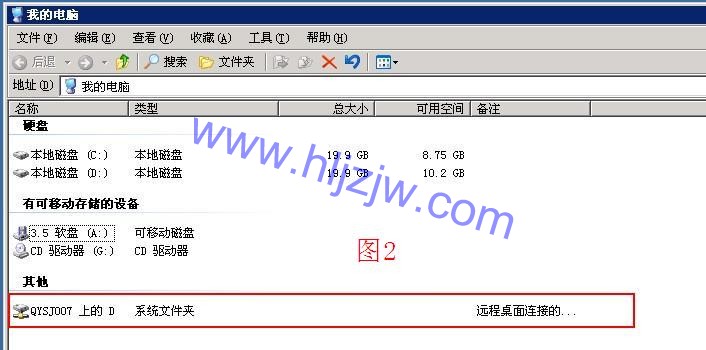 我的电脑
文件(F) 编辑(E) 查看(V) 收藏(A) 工具(T) 帮助(H)
后退 搜索 文件夹
地址(D) 我的电脑
名称 类型 总大小 可用空间 备注
硬盘
本地磁盘 (C:) 本地磁盘 19.9 GB 8.75 GB
本地磁盘 (D:) 本地磁盘 19.9 GB 10.2 GB
有可移动存储的设备
3.5 软盘 (A:) 可移动磁盘
CD 驱动器 (G:) CD 驱动器
其他
QYSJ007 上的 D 系统文件夹 远程桌面连接的...
www.hljzjw.com
图2